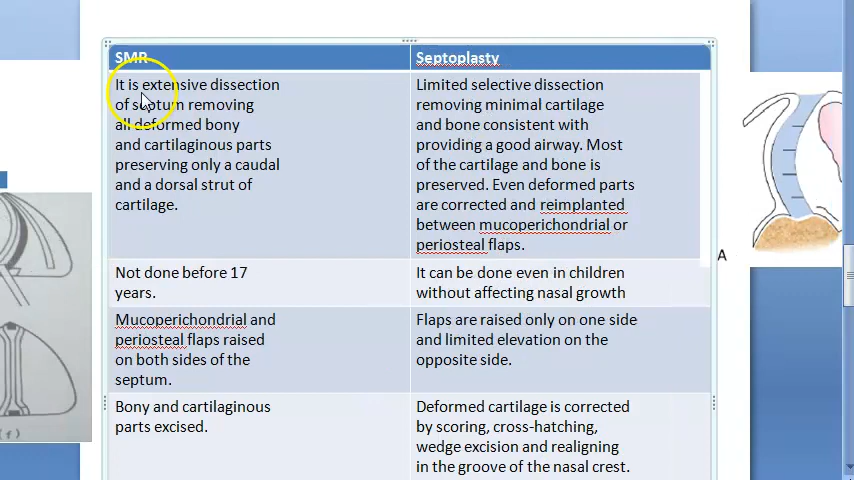 SMR
Septoplasty
It is extensive dissection
of septum removing
all deformed bony
and cartilaginous parts
preserving only a caudal
and a dorsal strut of
cartilage.
Limited selective dissection
removing minimal cartilage
and bone consistent with
providing a good airway. Most
of the cartilage and bone is
preserved. Even deformed parts
are corrected and reimplanted
between mucoperichondrial or
periosteal flaps.
Not done before 17
years.
It can be done even in children
without affecting nasal growth
Mucoperichondrial and
periosteal flaps raised
on both sides of the
septum.
Flaps are raised only on one side
and limited elevation on the
opposite side.
Bony and cartilaginous
parts excised.
Deformed cartilage is corrected
by scoring, cross-hatching,
wedge excision and realigning
in the groove of the nasal crest.
A
(f)